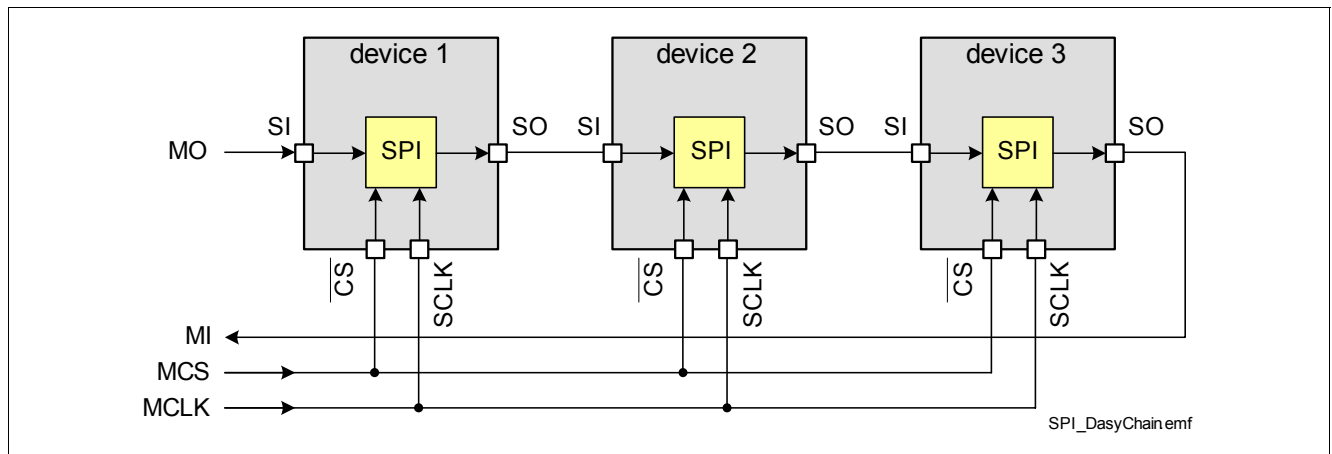 device 1 device 2 device 3
SI SO SI SO SI SO
MO SPI SPI SPI
CS SCLK CS SCLK CS SCLK
MI
MCS
MCLK
SPI_DasyChain.emf